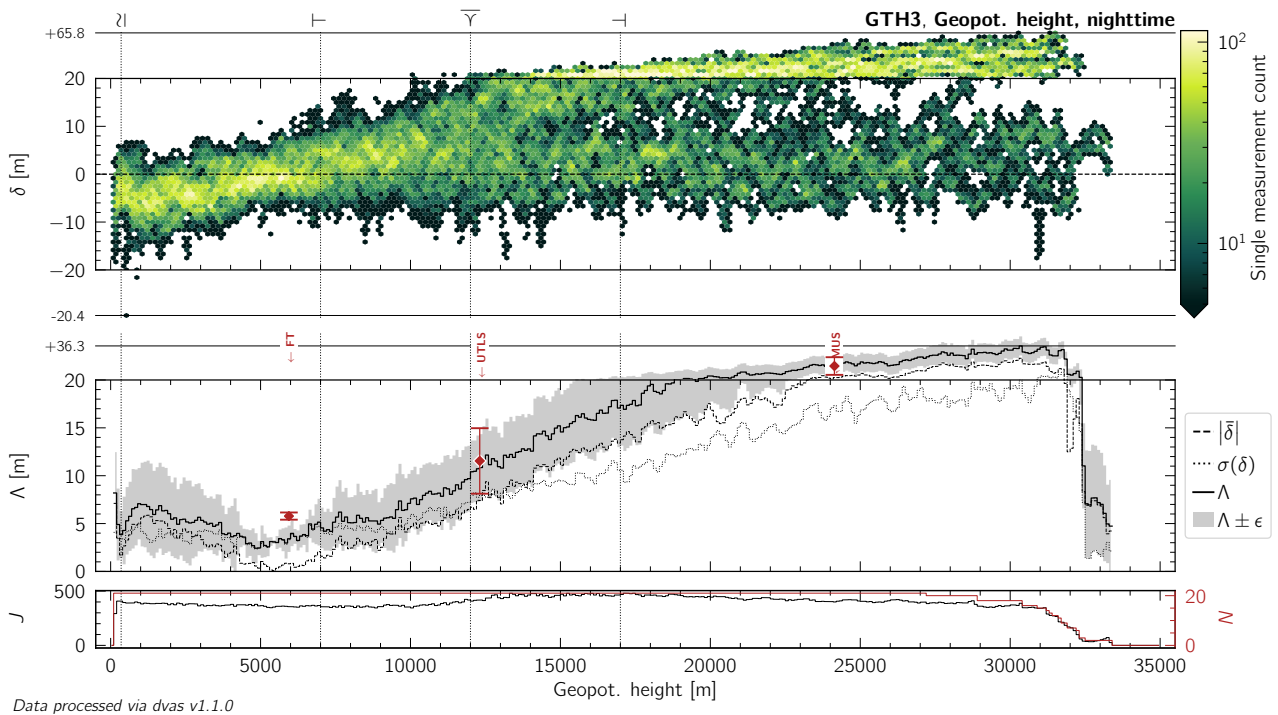 GTH3, Geopot. height, nighttime
+65.8
20
10
0
−10
−20
-20.4
δ [m]
10²
10¹
Single measurement count
+36.3
20
15
10
5
0
Λ [m]
←FT
←UTLS
MUS
|δ̄|
σ(δ)
Λ
Λ ± ϵ
500
0
J
20
0
N
0 5000 10000 15000 20000 25000 30000 35000
Geopot. height [m]
Data processed via dvas v1.1.0